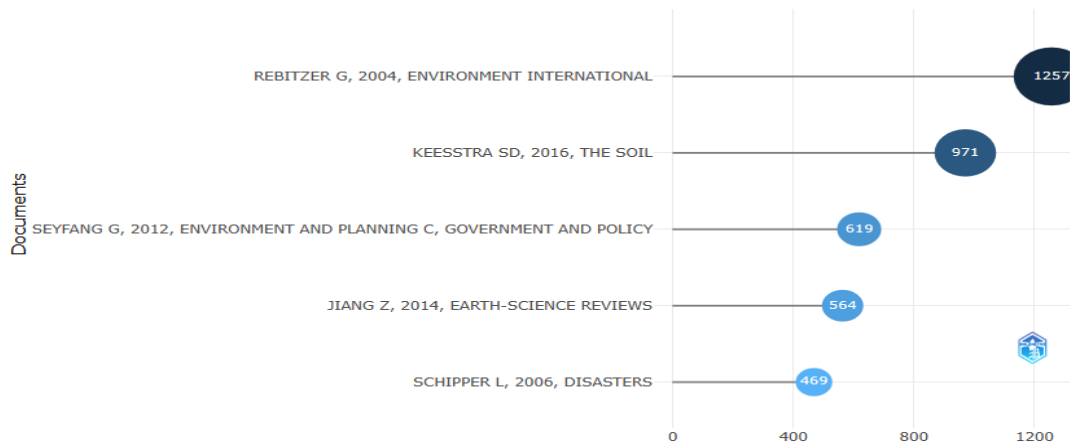 REBITZER G, 2004, ENVIRONMENT INTERNATIONAL
1257
KEESSTRA SD, 2016, THE SOIL
971
Documents
SEYFANG G, 2012, ENVIRONMENT AND PLANNING C, GOVERNMENT AND POLICY
619
JIANG Z, 2014, EARTH-SCIENCE REVIEWS
564
SCHIPPER L, 2006, DISASTERS
469
0 400 800 1200